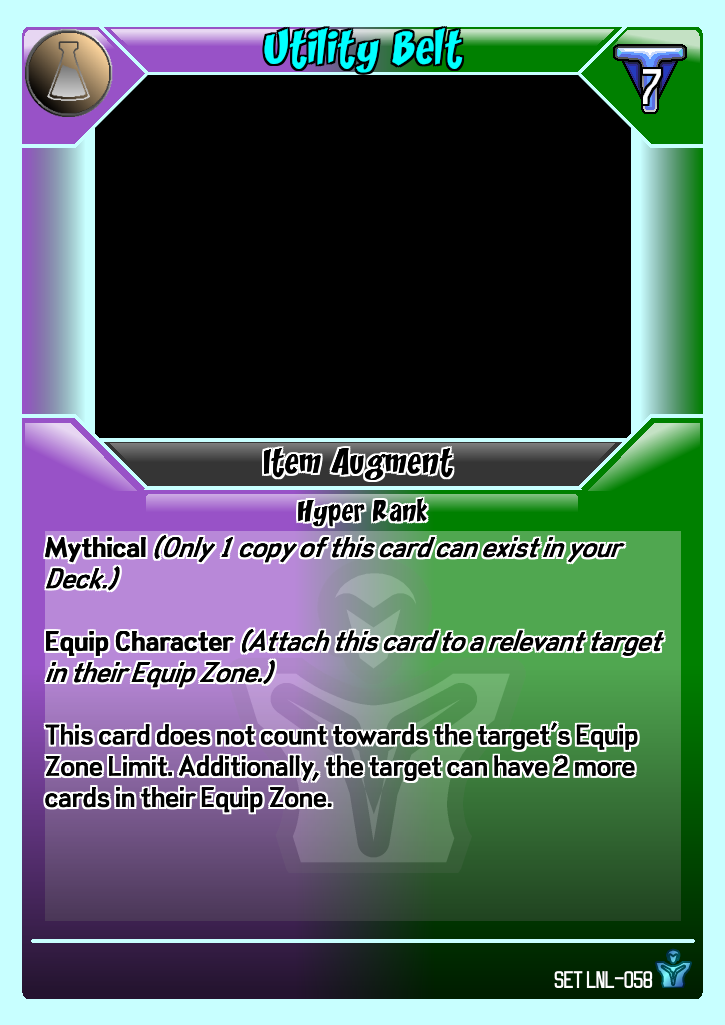 Utility Belt
7
Item Augment
Hyper Rank
Mythical (Only 1 copy of this card can exist in your
Deck.)
Equip Character (Attach this card to a relevant target
in their Equip Zone.)
This card does not count towards the target's Equip
Zone Limit. Additionally, the target can have 2 more
cards in their Equip Zone.
SET LNL-058